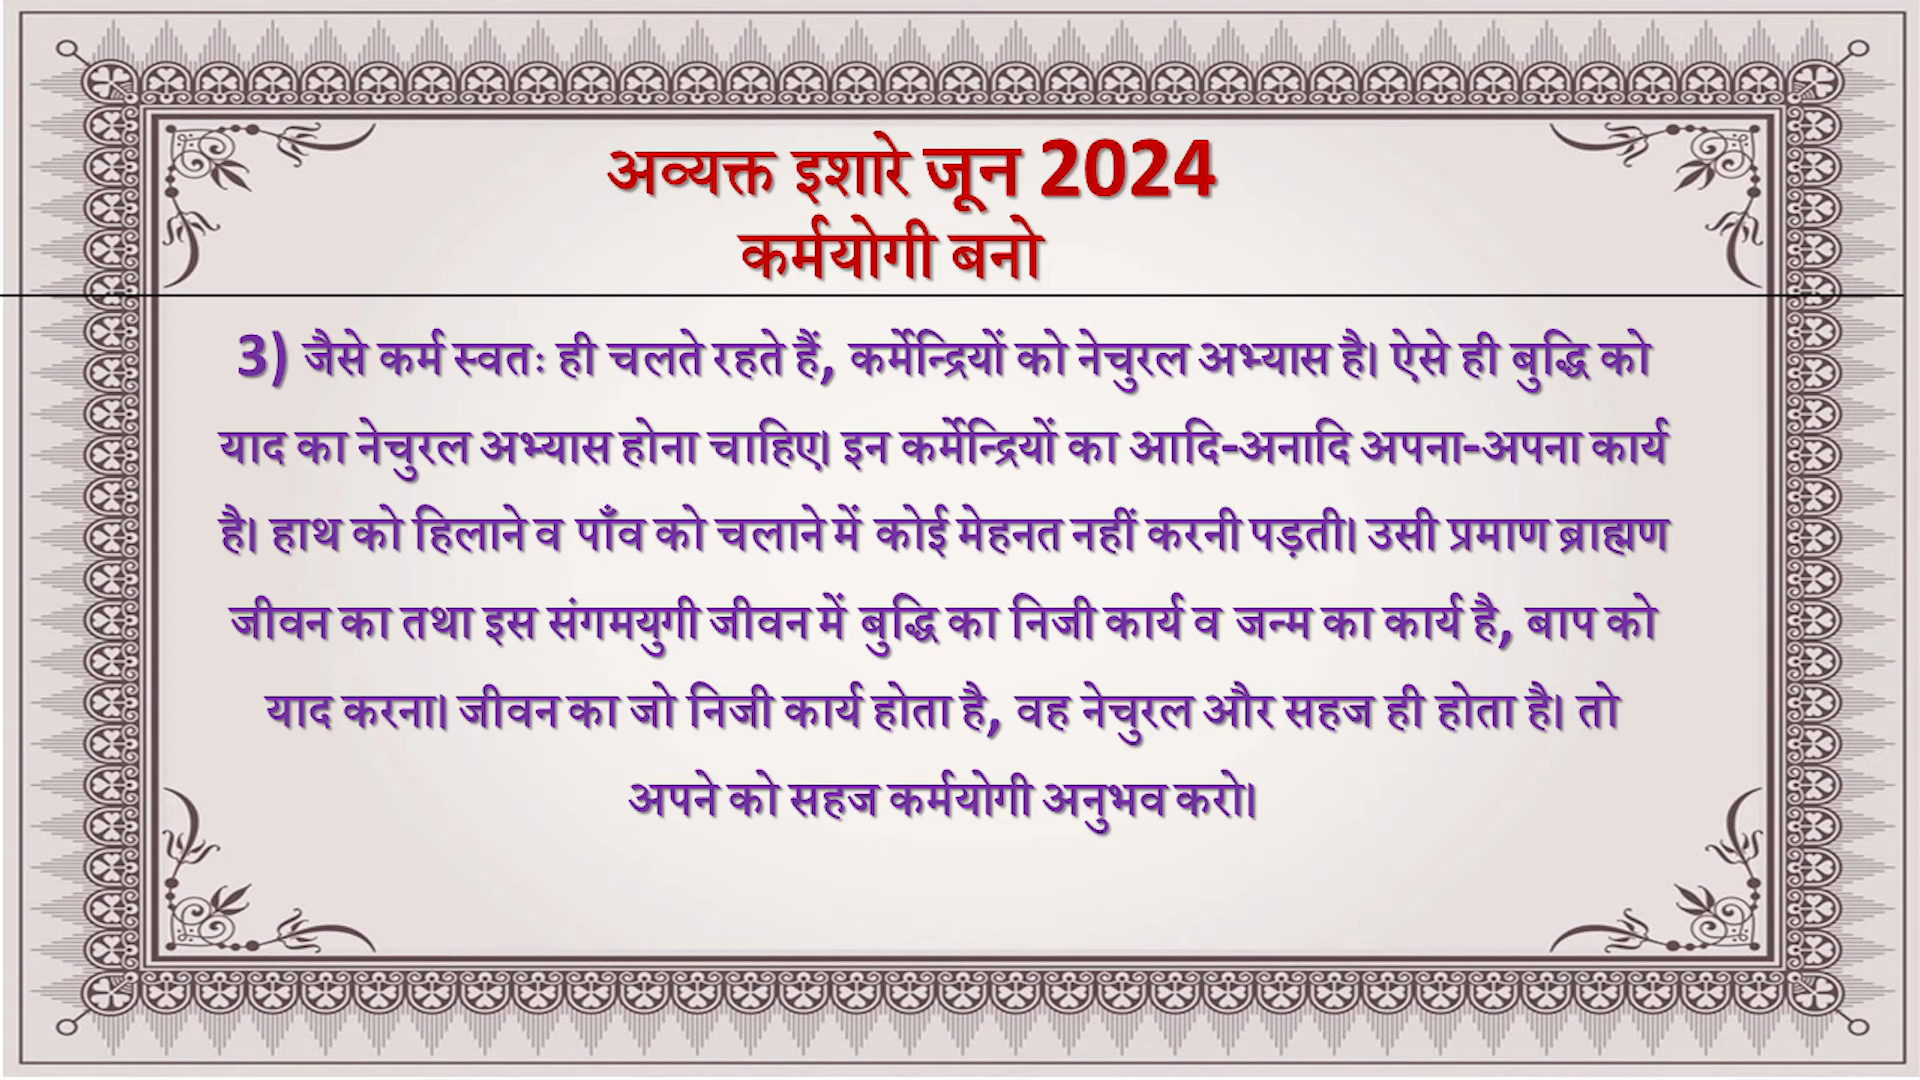 अव्यक्त इशारे जून 2024
कर्मयोगी बनो
3) जैसे कर्म स्वतः ही चलते रहते हैं, कर्मेन्द्रियों को नेचुरल अभ्यास है। ऐसे ही बुद्धि को
याद का नेचुरल अभ्यास होना चाहिए। इन कर्मेन्द्रियों का आदि-अनादि अपना-अपना कार्य
है। हाथ को हिलाने व पाँव को चलाने में कोई मेहनत नहीं करनी पड़ती। उसी प्रमाण ब्राह्मण
जीवन का तथा इस संगमयुगी जीवन में बुद्धि का निजी कार्य व जन्म का कार्य है, बाप को
याद करना। जीवन का जो निजी कार्य होता है, वह नेचुरल और सहज ही होता है। तो
अपने को सहज कर्मयोगी अनुभव करो।